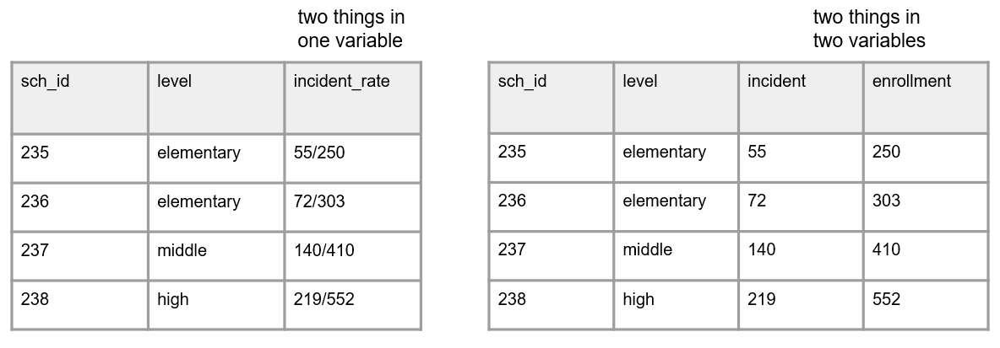 two things in
one variable
sch_id level incident_rate
235 elementary 55/250
236 elementary 72/303
237 middle 140/410
238 high 219/552
two things in
two variables
sch_id level incident enrollment
235 elementary 55 250
236 elementary 72 303
237 middle 140 410
238 high 219 552